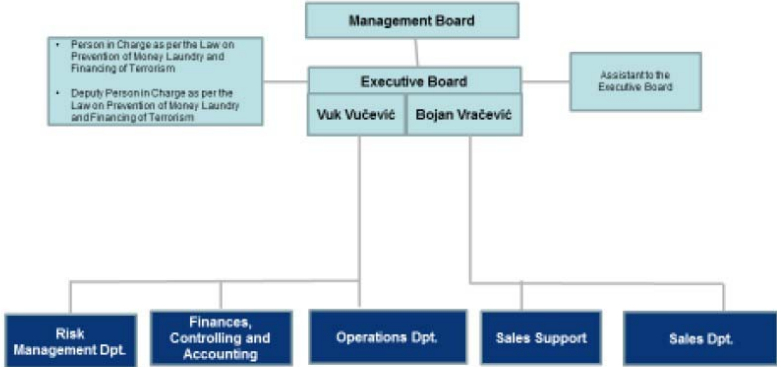 Management Board
• Person in Charge as per the Law on
Prevention of Money Laundry and
Financing of Terrorism
• Deputy Person in Charge as per the
Law on Prevention of Money Laundry
and Financing of Terrorism
Executive Board
Vuk Vučević
Bojan Vračević
Assistant to the
Executive Board
Risk
Management Dpt.
Finances,
Controlling and
Accounting
Operations Dpt.
Sales Support
Sales Dpt.